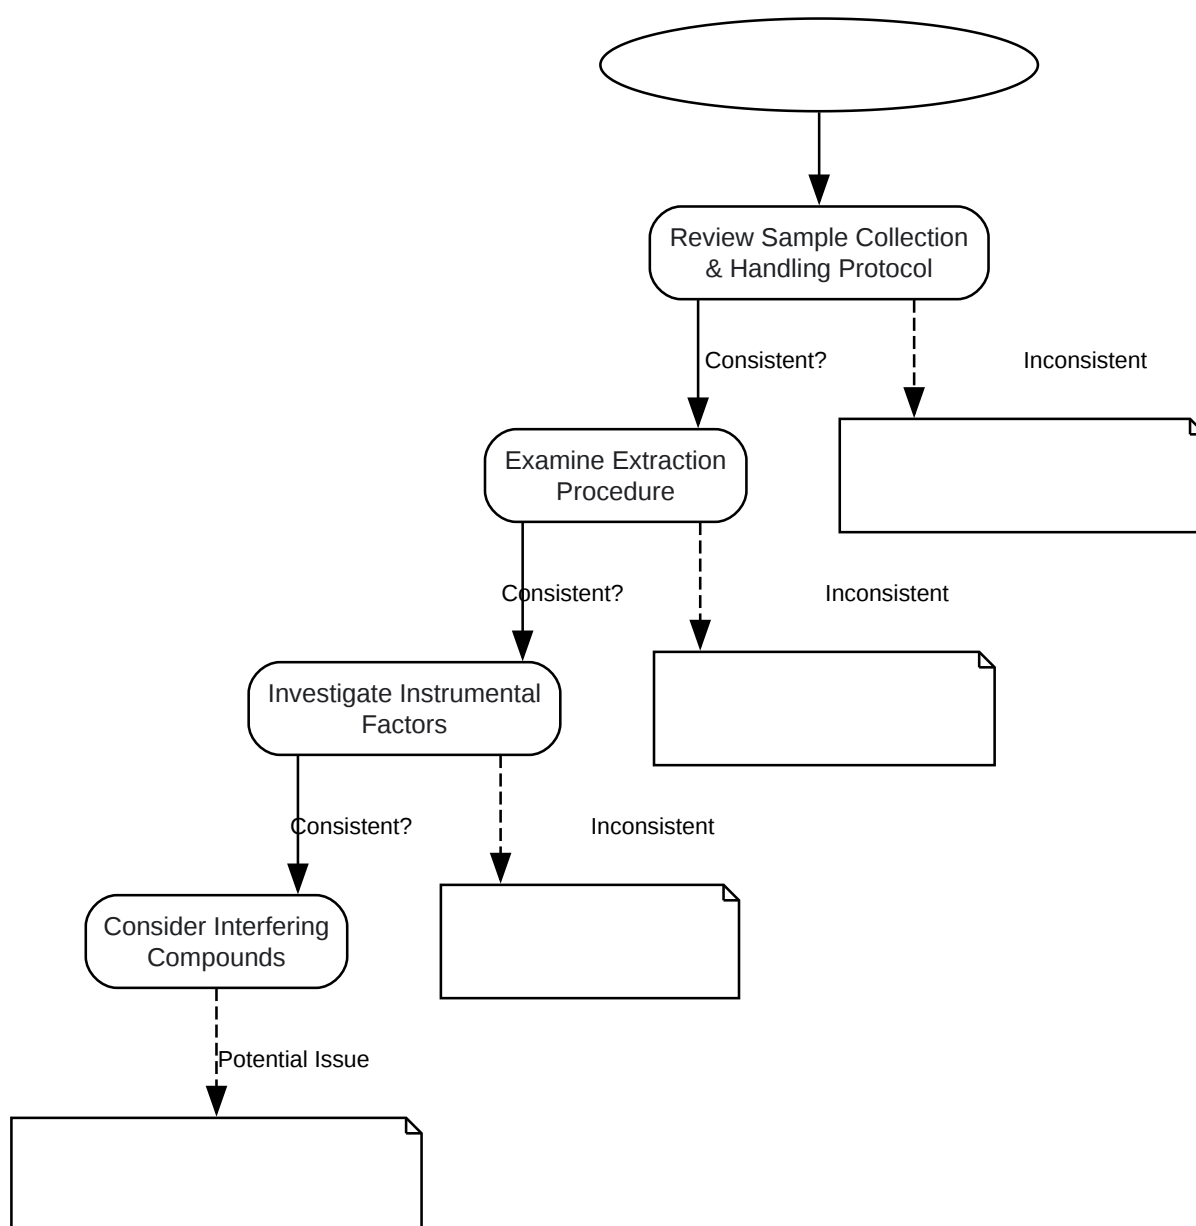 Review Sample Collection
& Handling Protocol
Consistent?
Inconsistent
Examine Extraction
Procedure
Consistent?
Inconsistent
Investigate Instrumental
Factors
Consistent?
Inconsistent
Consider Interfering
Compounds
Potential Issue